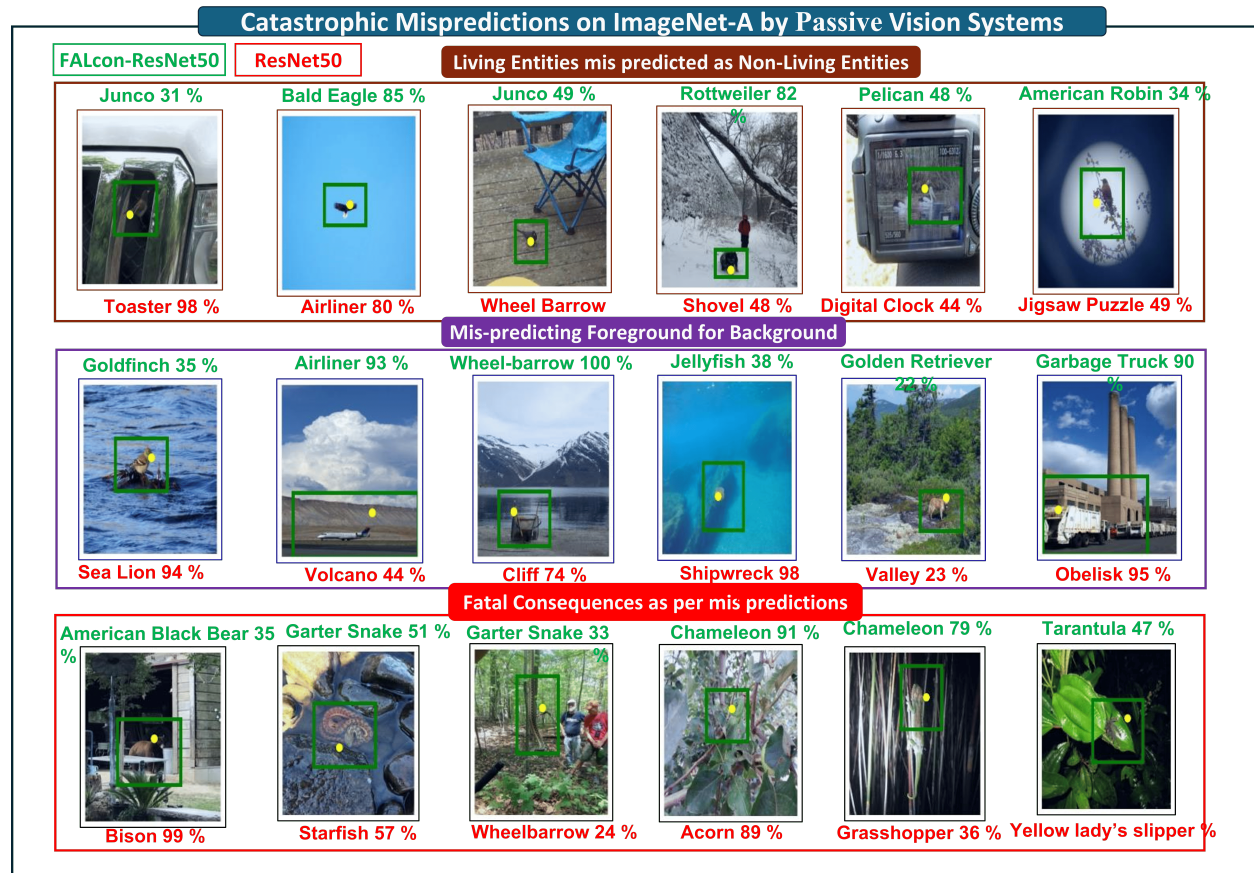 Catastrophic Mispredictions on ImageNet-A by Passive Vision Systems
FALcon-ResNet50
ResNet50
Living Entities mis predicted as Non-Living Entities
Junco 31 %
Bald Eagle 85 %
Junco 49 %
Rottweiler 82
%
Pelican 48 %
American Robin 34 %
Toaster 98 %
Airliner 80 %
Wheel Barrow
Shovel 48 %
Digital Clock 44 %
Jigsaw Puzzle 49 %
Mis-predicting Foreground for Background
Goldfinch 35 %
Airliner 93 %
Wheel-barrow 100 %
Jellyfish 38 %
Golden Retriever
22 %
Garbage Truck 90
%
Sea Lion 94 %
Volcano 44 %
Cliff 74 %
Shipwreck 98
Valley 23 %
Obelisk 95 %
Fatal Consequences as per mis predictions
American Black Bear 35
%
Garter Snake 51 %
Garter Snake 33
%
Chameleon 91 %
Chameleon 79 %
Tarantula 47 %
Bison 99 %
Starfish 57 %
Wheelbarrow 24 %
Acorn 89 %
Grasshopper 36 %
Yellow lady's slipper %